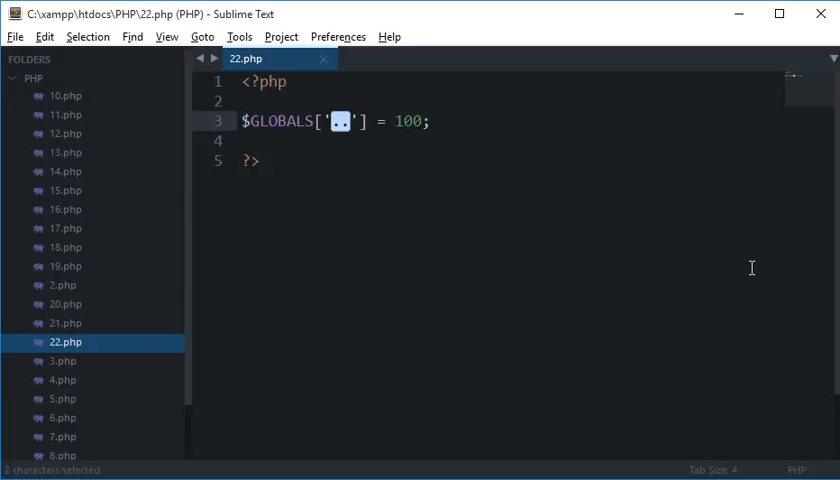 C:\xampp\htdocs\PHP\22.php (PHP) - Sublime Text
File Edit Selection Find View Goto Tools Project Preferences Help
FOLDERS
PHP
10.php
11.php
12.php
13.php
14.php
15.php
16.php
17.php
18.php
19.php
2.php
20.php
21.php
22.php
3.php
4.php
5.php
6.php
7.php
8.php
22.php
1 <?php
2
3 $GLOBALS['..'] = 100;
4
5 ?>
2 characters selected
Tab Size: 4
PHP